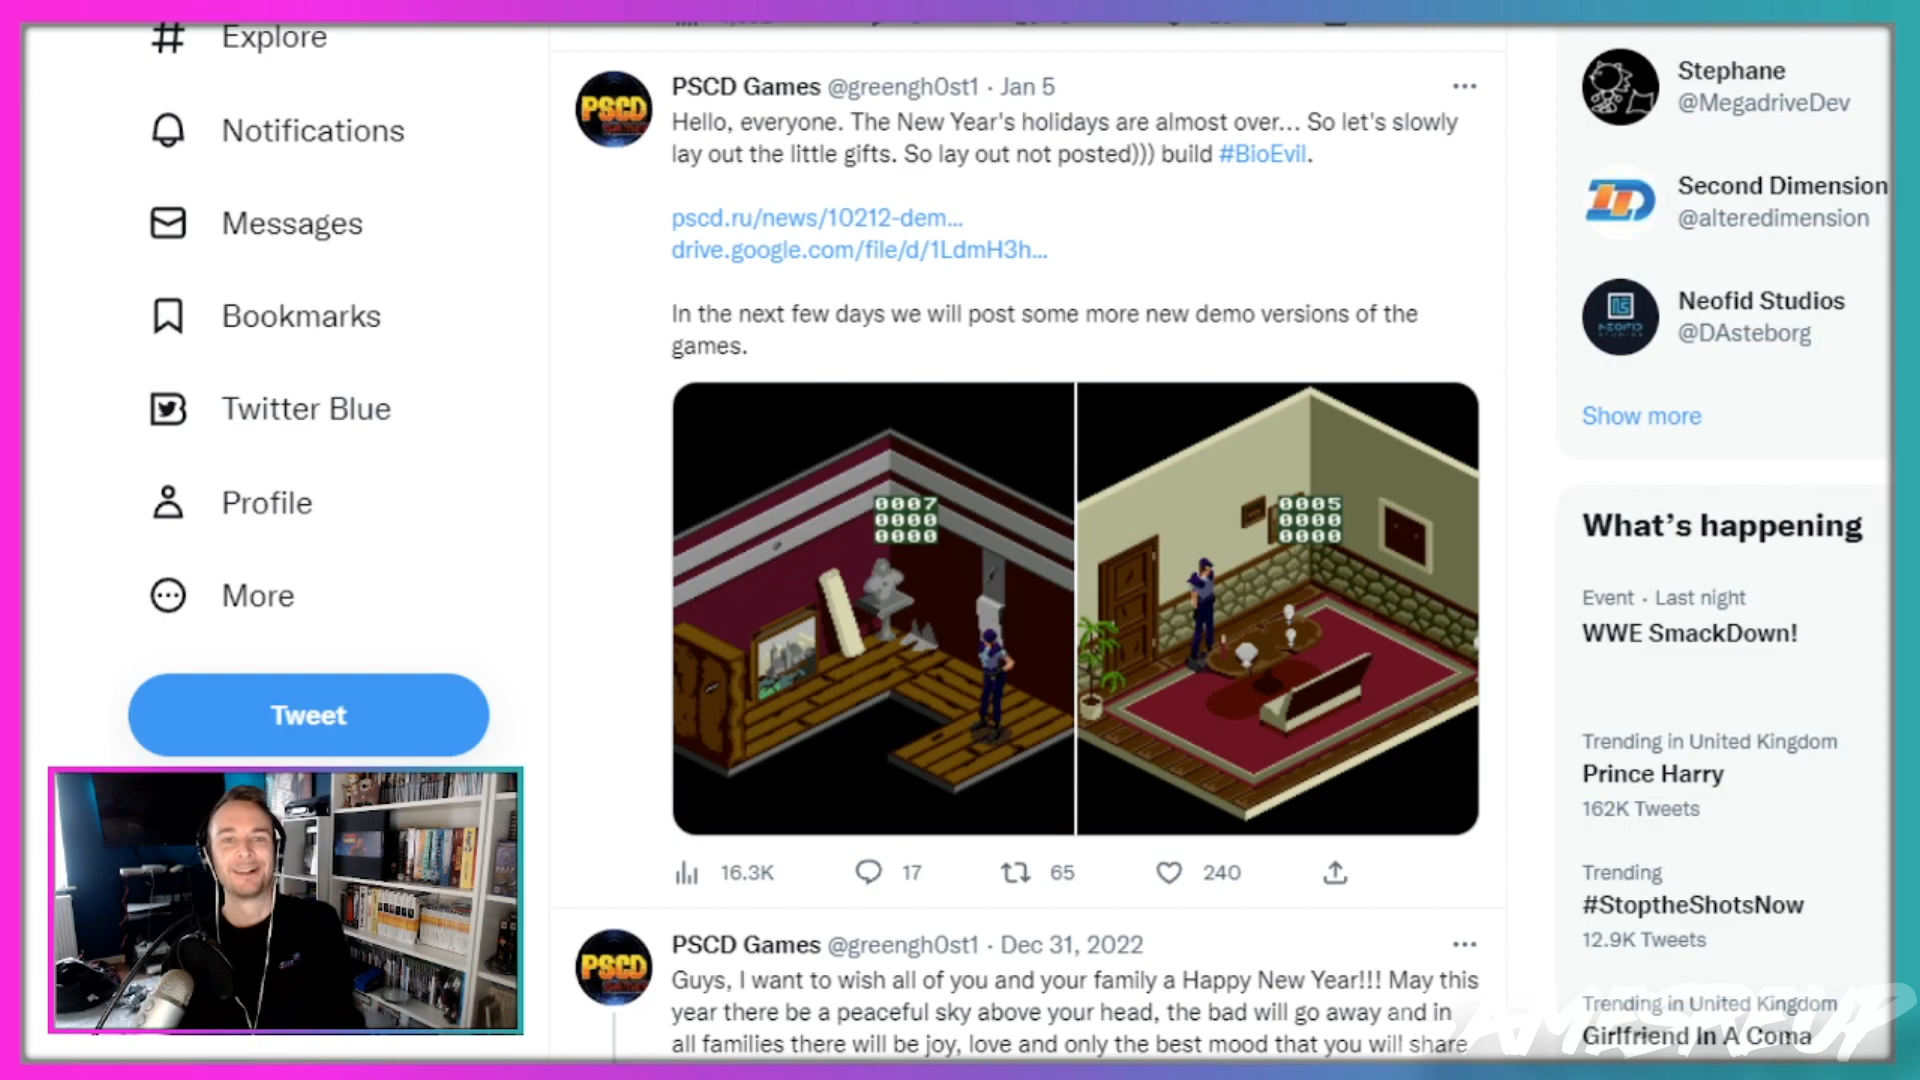 Explore
Notifications
Messages
Bookmarks
Twitter Blue
Profile
More
Tweet
PSCD Games @greengh0st1 · Jan 5
Hello, everyone. The New Year's holidays are almost over... So let's slowly
lay out the little gifts. So lay out not posted))) build #BioEvil.
pscd.ru/news/10212-dem...
drive.google.com/file/d/1LdmH3h...
In the next few days we will post some more new demo versions of the
games.
0007
0000
0000
0005
0000
0000
16.3K
17
65
240
PSCD Games @greengh0st1 · Dec 31, 2022
Guys, I want to wish all of you and your family a Happy New Year!!! May this
year there be a peaceful sky above your head, the bad will go away and in
all families there will be joy, love and only the best mood that you will share
PSCD
PSCD
Stephane
@MegadriveDev
Second Dimension
@alteredimension
Neofid Studios
@DAsteborg
Show more
What's happening
Event · Last night
WWE SmackDown!
Trending in United Kingdom
Prince Harry
162K Tweets
Trending
#StoptheShotsNow
12.9K Tweets
Trending in United Kingdom
Girlfriend In A Coma